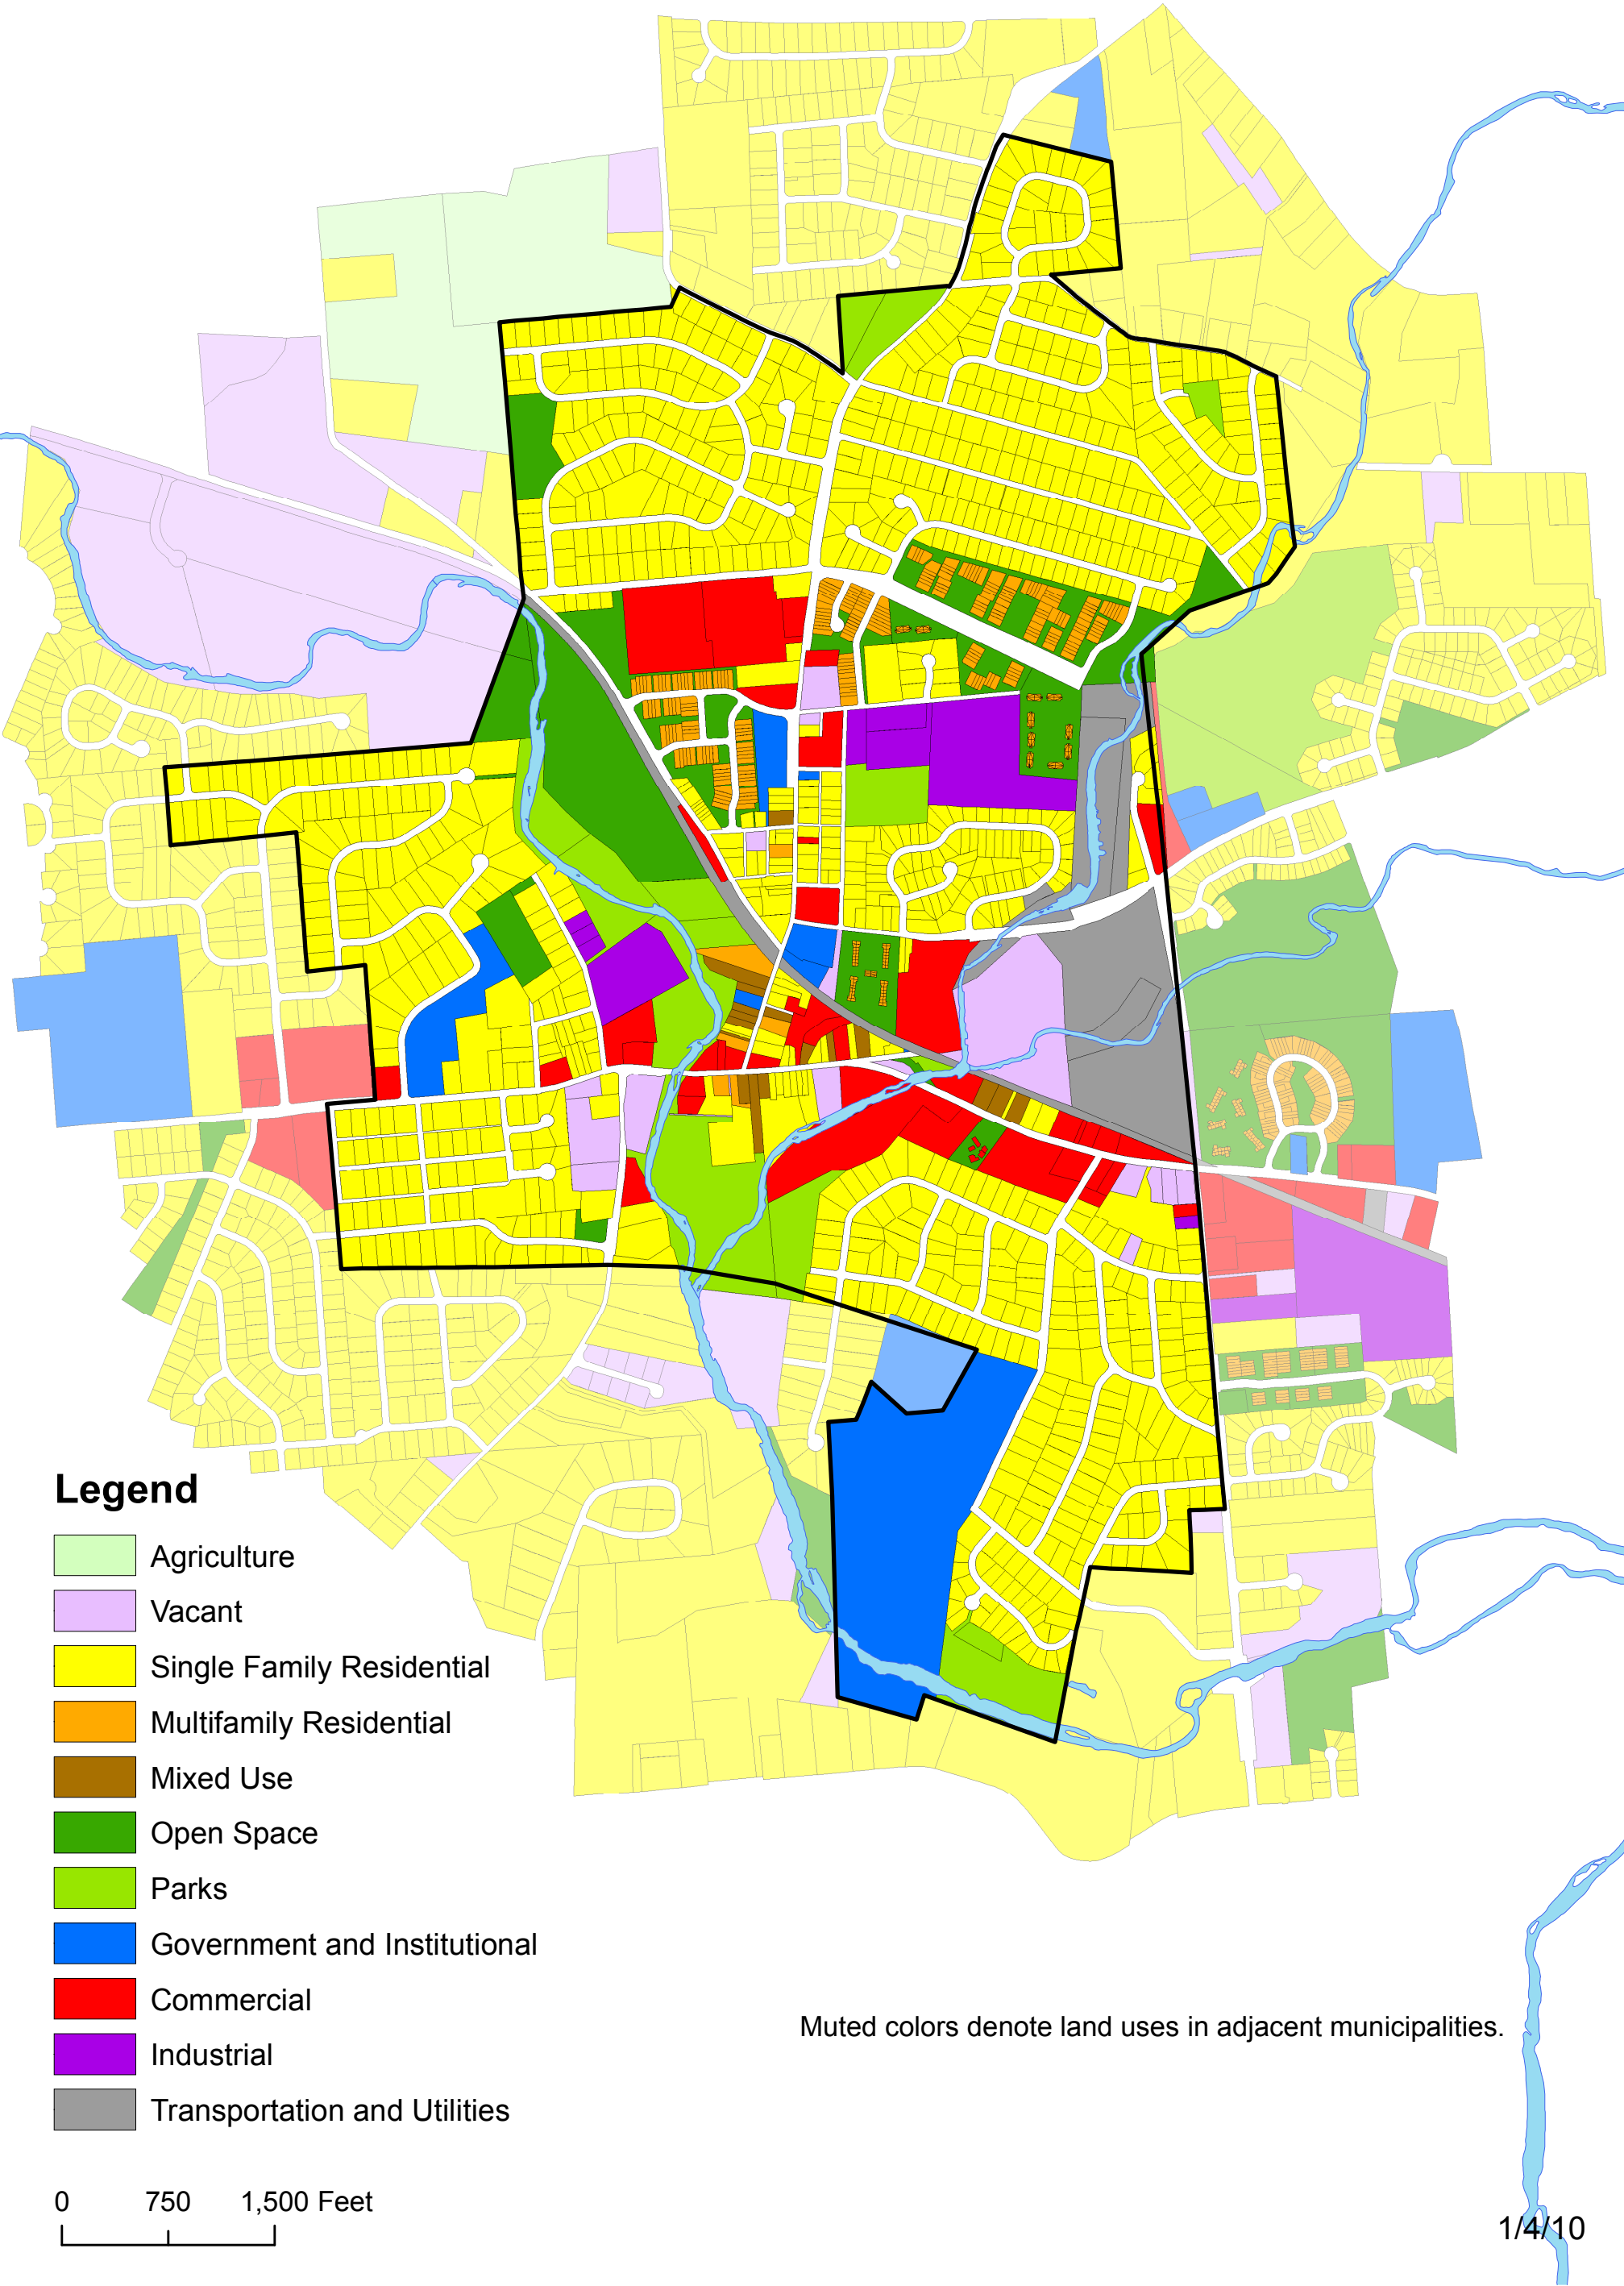 Legend
Agriculture
Vacant
Single Family Residential
Multifamily Residential
Mixed Use
Open Space
Parks
Government and Institutional
Commercial
Industrial
Transportation and Utilities
Muted colors denote land uses in adjacent municipalities.
0 750 1,500 Feet
1/4/10